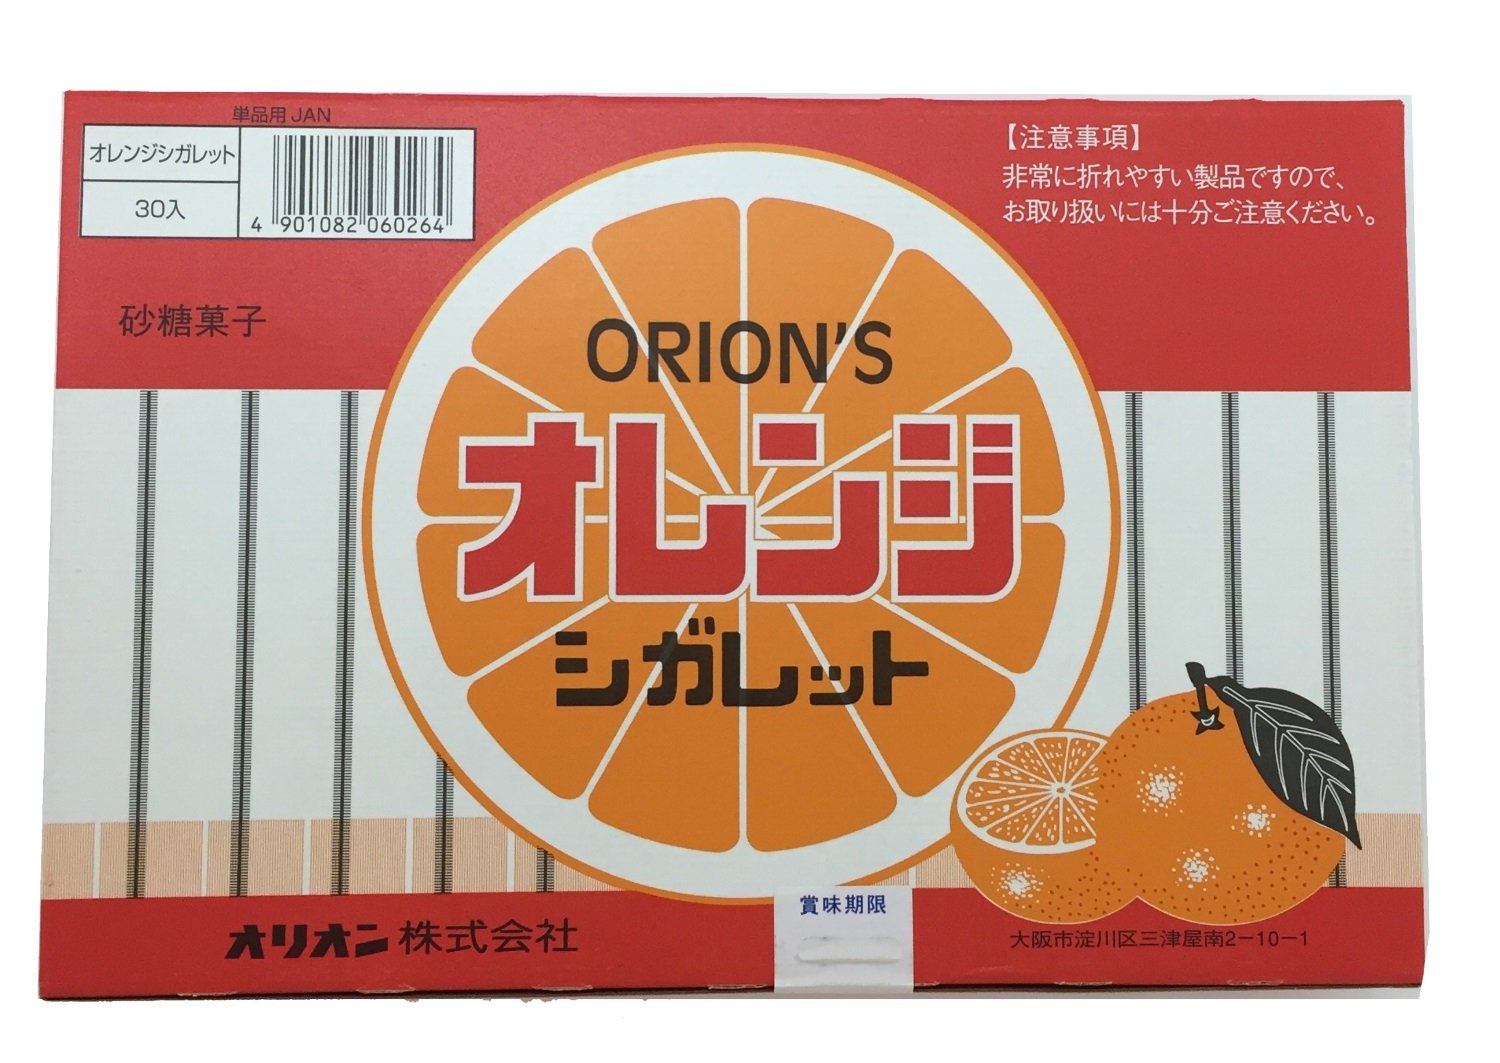 単品用 JAN
オレンジシガレット
30入
4 901082 060264
【注意事項】
非常に折れやすい製品ですので、
お取り扱いには十分ご注意ください。
砂糖菓子
ORION'S
オレンジ
シガレット
オリオン株式会社
賞味期限
大阪市淀川区三津屋南2-10-1